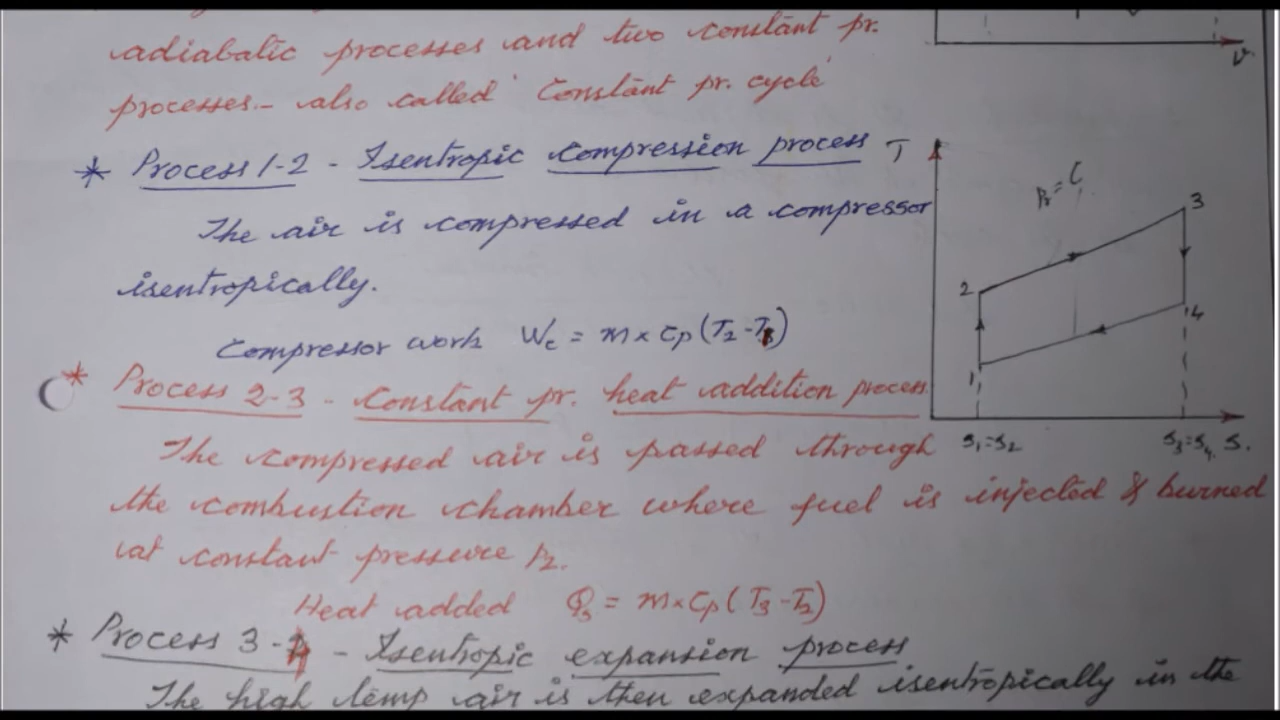 adiabatic processes and two constant pr.
processes - also called 'Constant pr. cycle'
v
* Process 1-2 - Isentropic compression process
The air is compressed in a compressor
isentropically.
Compressor work Wc = m x Cp (T2 - T1)
* Process 2-3 - Constant pr. heat addition process
The compressed air is passed through
the combustion chamber where fuel is injected & burned
at constant pressure P2.
Heat added Qs = m x Cp (T3 - T2)
* Process 3-4 - Isentropic expansion process
The high temp air is then expanded isentropically in the
T
P = C
3
2
4
1
S1 = S2
S3 = S4
S.